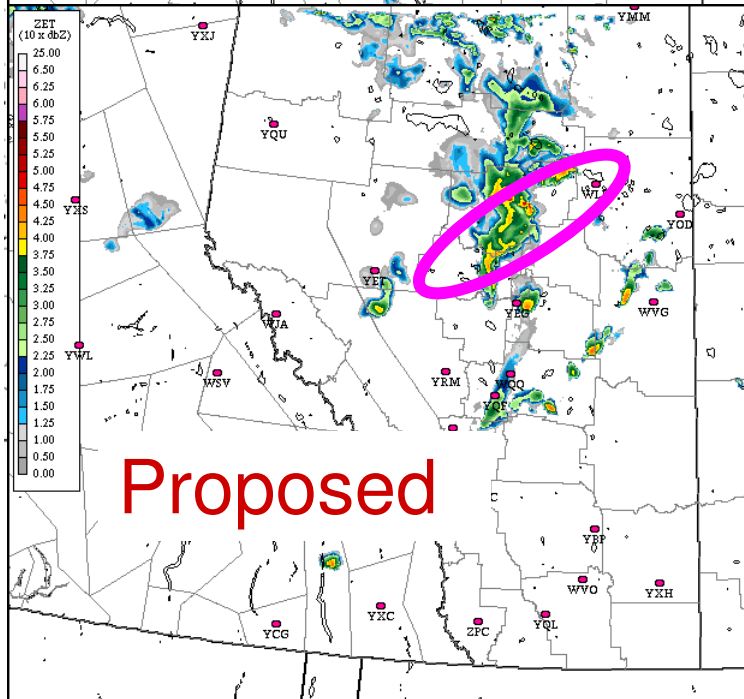 ZET
(10 x dbZ)
25.00
6.50
6.25
6.00
5.75
5.50
5.25
5.00
4.75
4.50
4.25
4.00
3.75
3.50
3.25
3.00
2.75
2.50
2.25
2.00
1.75
1.50
1.25
1.00
0.50
0.00
YXJ
YMM
YQU
YXS
YOD
YET
WJA
YEG
WVG
YWL
WSV
YRM
WQQ
YQF
Proposed
C
YBP
WVO
YXH
YXC
YQL
YCG
ZPC